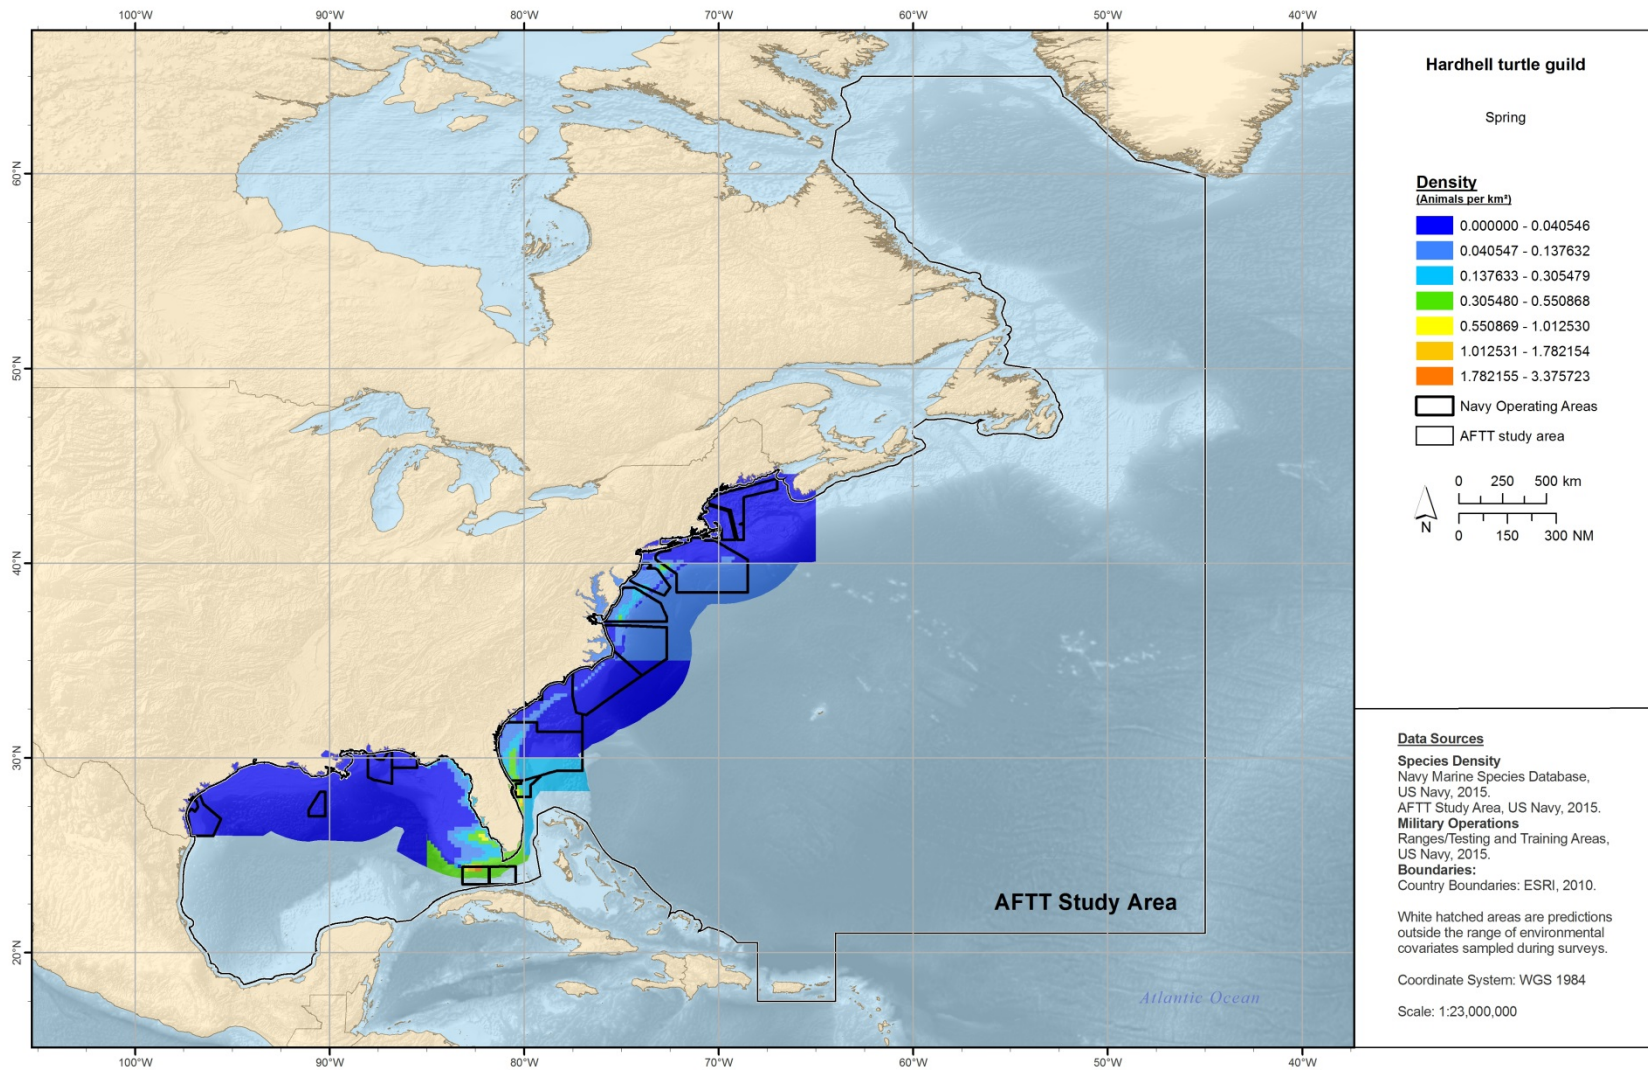 100°W 90°W 80°W 70°W 60°W 50°W 40°W
60°N
50°N
40°N
30°N
20°N
AFTT Study Area
Atlantic Ocean
100°W 90°W 80°W 70°W 60°W 50°W 40°W
60°N
50°N
40°N
30°N
20°N
Hardhell turtle guild
Spring
Density
(Animals per km²)
0.000000 - 0.040546
0.040547 - 0.137632
0.137633 - 0.305479
0.305480 - 0.550868
0.550869 - 1.012530
1.012531 - 1.782154
1.782155 - 3.375723
Navy Operating Areas
AFTT study area
N
0 250 500 km
0 150 300 NM
Data Sources
Species Density
Navy Marine Species Database,
US Navy, 2015.
AFTT Study Area, US Navy, 2015.
Military Operations
Ranges/Testing and Training Areas,
US Navy, 2015.
Boundaries:
Country Boundaries: ESRI, 2010.
White hatched areas are predictions
outside the range of environmental
covariates sampled during surveys.
Coordinate System: WGS 1984
Scale: 1:23,000,000